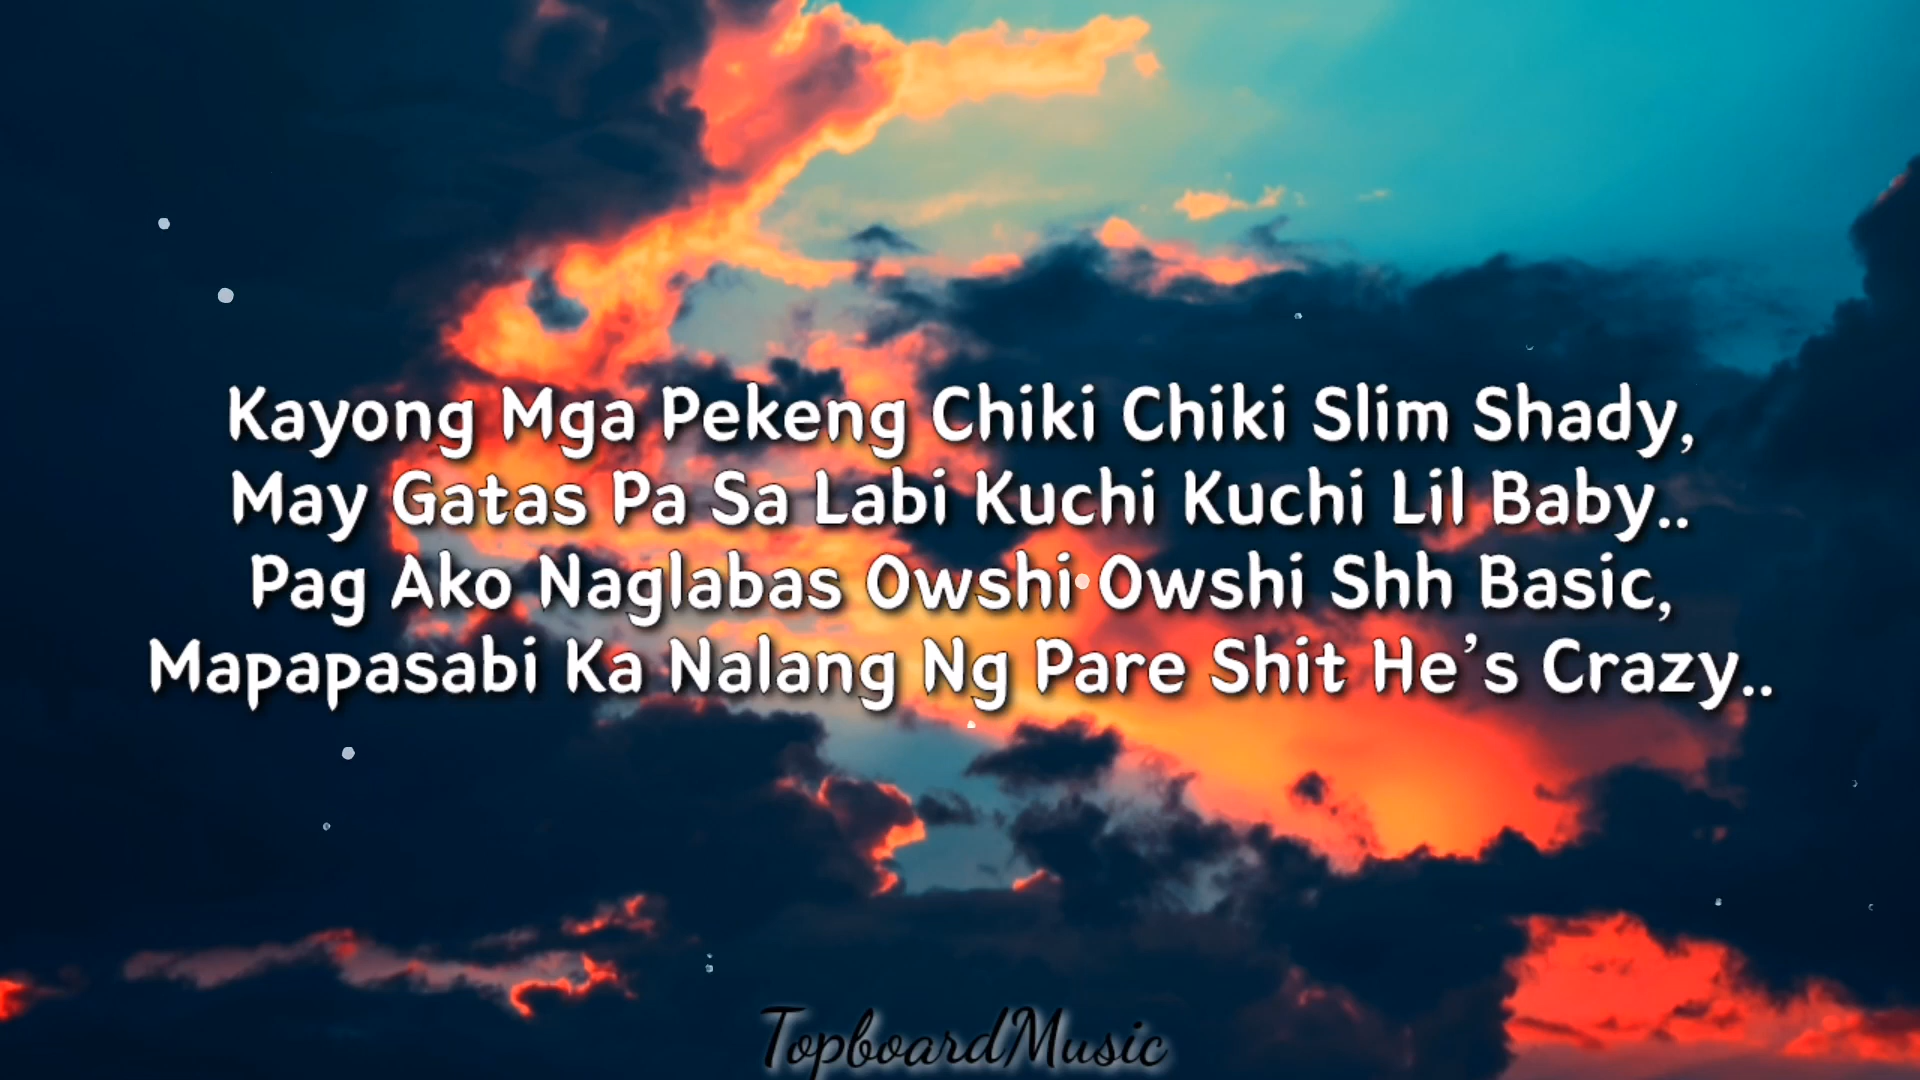 Kayong Mga Pekeng Chiki Chiki Slim Shady,
May Gatas Pa Sa Labi Kuchi Kuchi Lil Baby..
Pag Ako Naglabas Owshi Owshi Shh Basic,
Mapapasabi Ka Nalang Ng Pare Shit He’s Crazy..
TopboardMusic